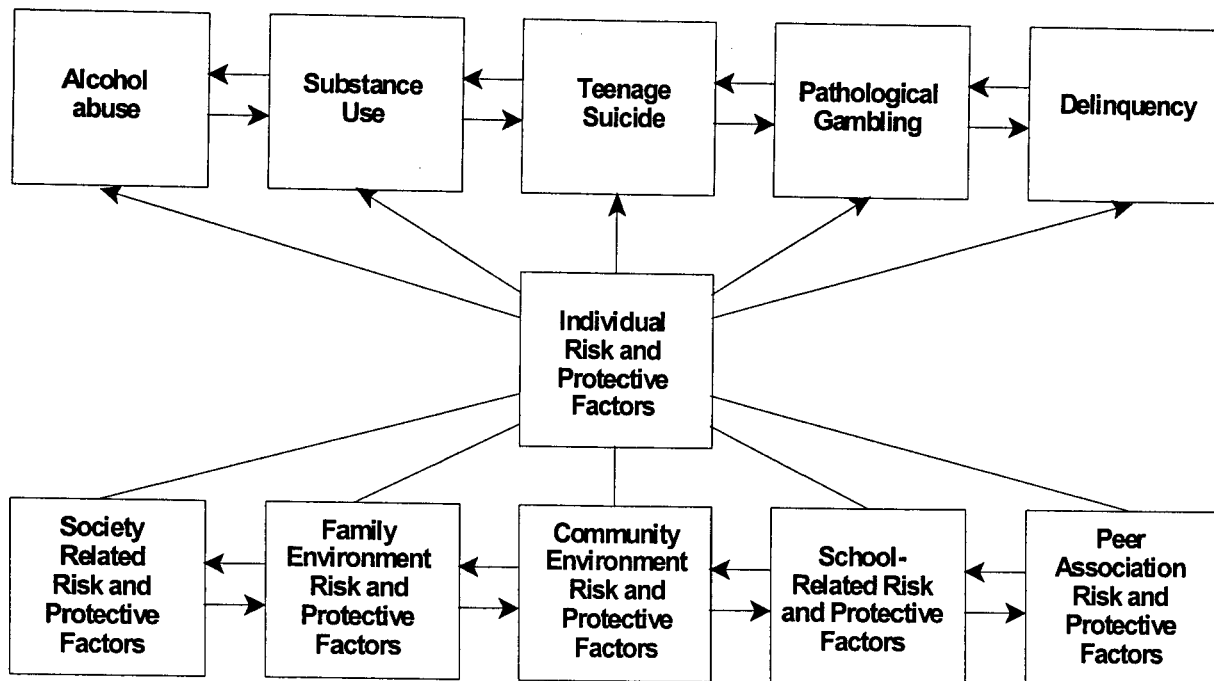 Alcohol
abuse
Substance
Use
Teenage
Suicide
Pathological
Gambling
Delinquency
Individual
Risk and
Protective
Factors
Society
Related
Risk and
Protective
Factors
Family
Environment
Risk and
Protective
Factors
Community
Environment
Risk and
Protective
Factors
School-
Related Risk
and Protective
Factors
Peer
Association
Risk and
Protective
Factors